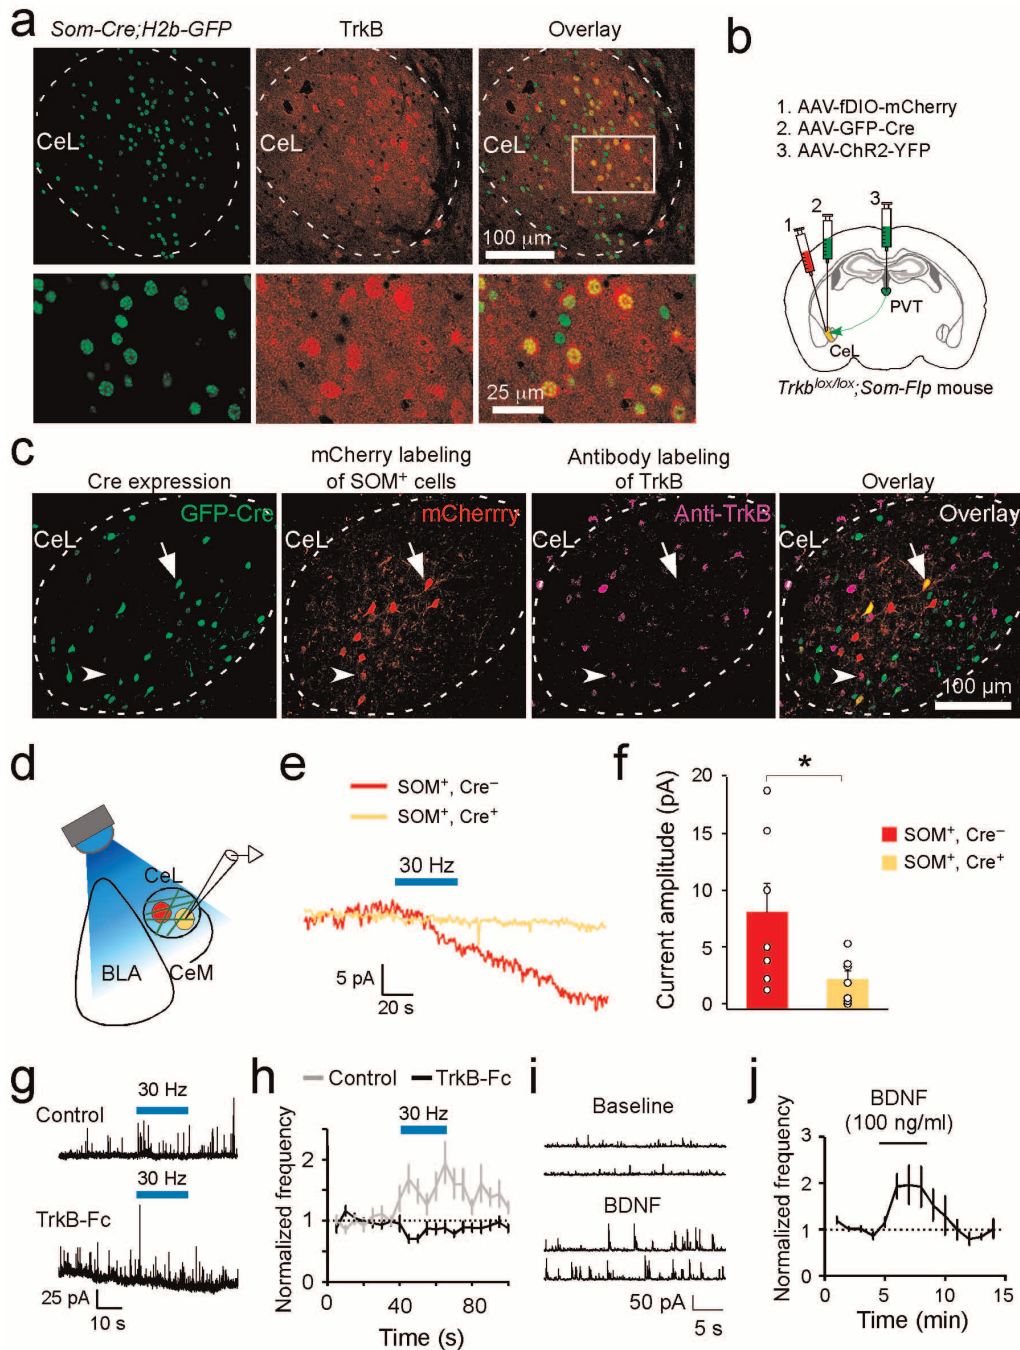 a
Som-Cre;H2b-GFP
TrkB
Overlay
CeL
CeL
CeL
100 μm
25 μm
b
1. AAV-fDIO-mCherry
2. AAV-GFP-Cre
3. AAV-ChR2-YFP
1
2
3
PVT
CeL
Trkb^lox/lox;Som-Flp mouse
c
Cre expression
mCherry labeling
of SOM⁺ cells
Antibody labeling
of TrkB
Overlay
CeL
GFP-Cre
CeL
mCherrry
CeL
Anti-TrkB
CeL
Overlay
100 μm
d
CeL
BLA
CeM
e
SOM⁺, Cre⁻
SOM⁺, Cre⁺
30 Hz
5 pA
20 s
f
Current amplitude (pA)
20
15
10
5
0
*
SOM⁺, Cre⁻
SOM⁺, Cre⁺
g
30 Hz
Control
30 Hz
TrkB-Fc
25 pA
10 s
h
Control
TrkB-Fc
30 Hz
Normalized frequency
2
1
0
0
40
80
Time (s)
i
Baseline
BDNF
50 pA
5 s
j
BDNF
(100 ng/ml)
Normalized frequency
3
2
1
0
0
5
10
15
Time (min)